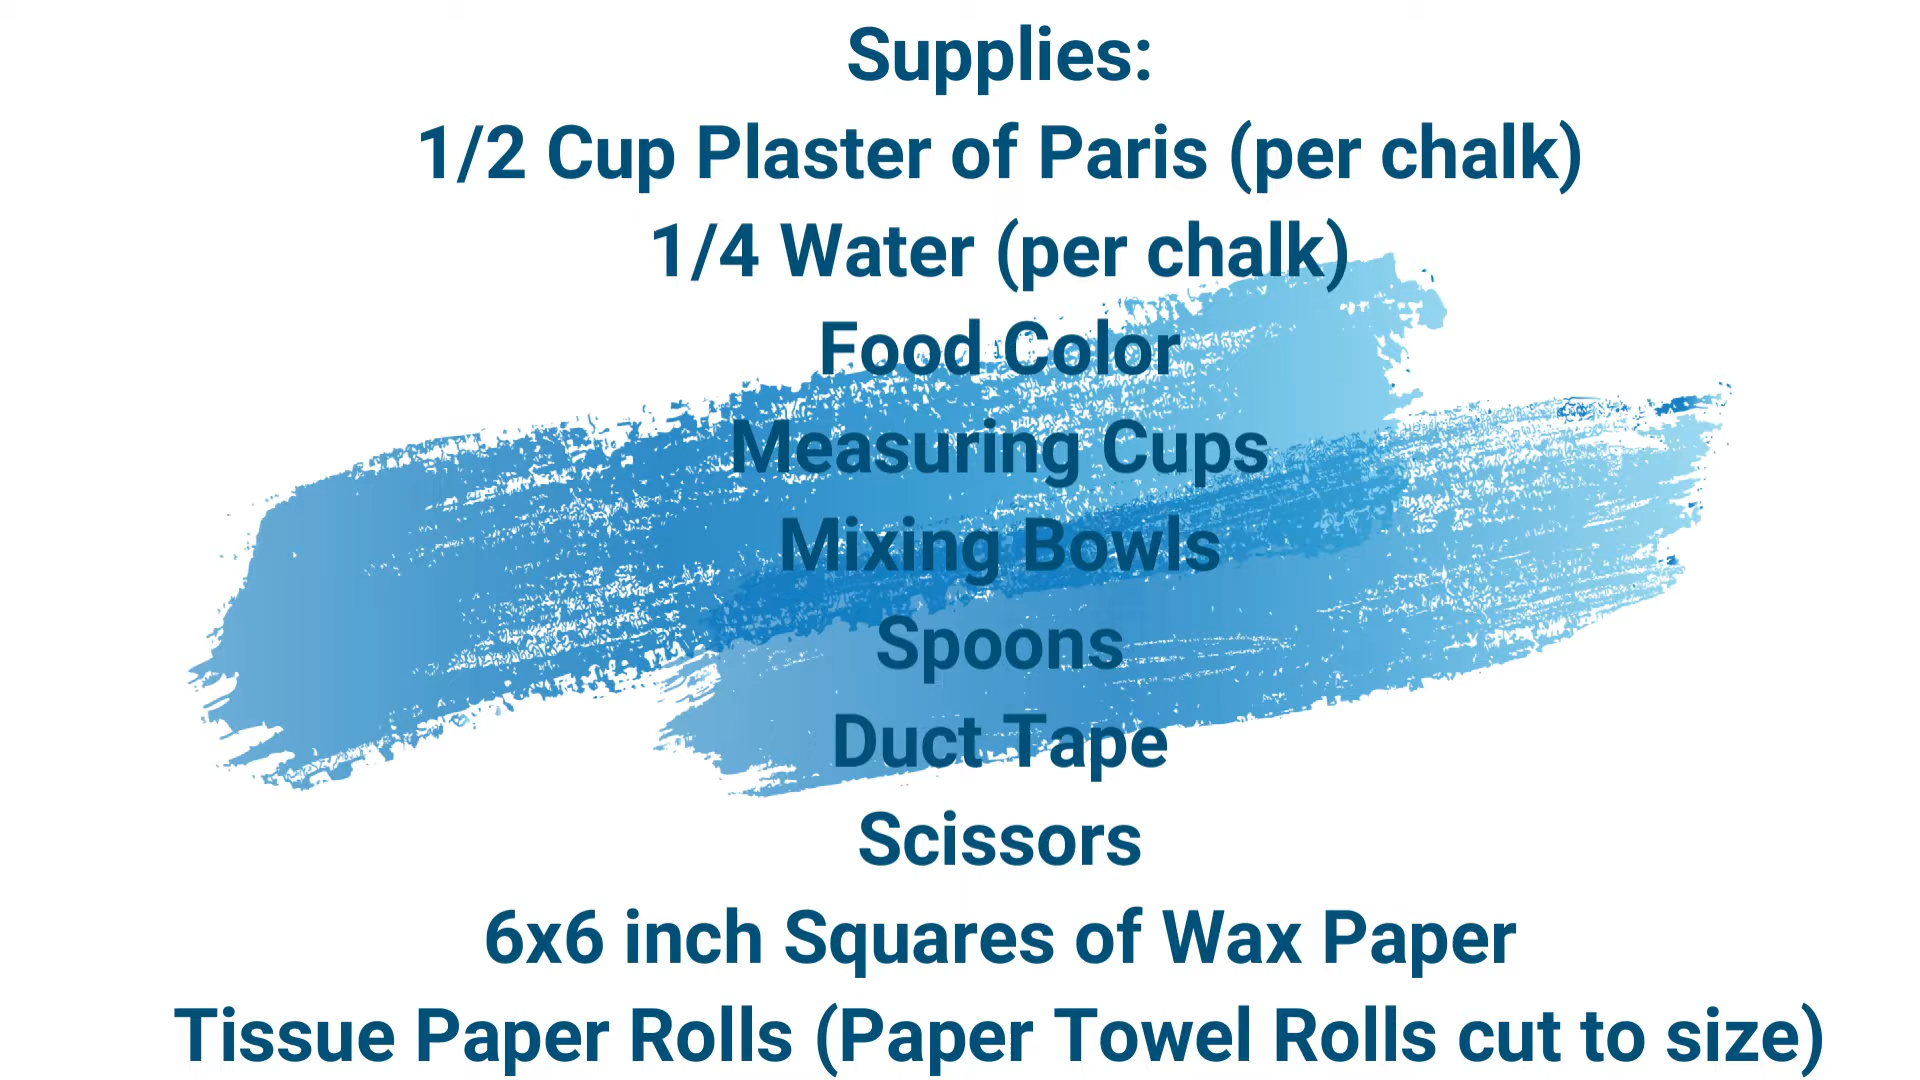 Supplies:
1/2 Cup Plaster of Paris (per chalk)
1/4 Water (per chalk)
Food Color
Measuring Cups
Mixing Bowls
Spoons
Duct Tape
Scissors
6x6 inch Squares of Wax Paper
Tissue Paper Rolls (Paper Towel Rolls cut to size)